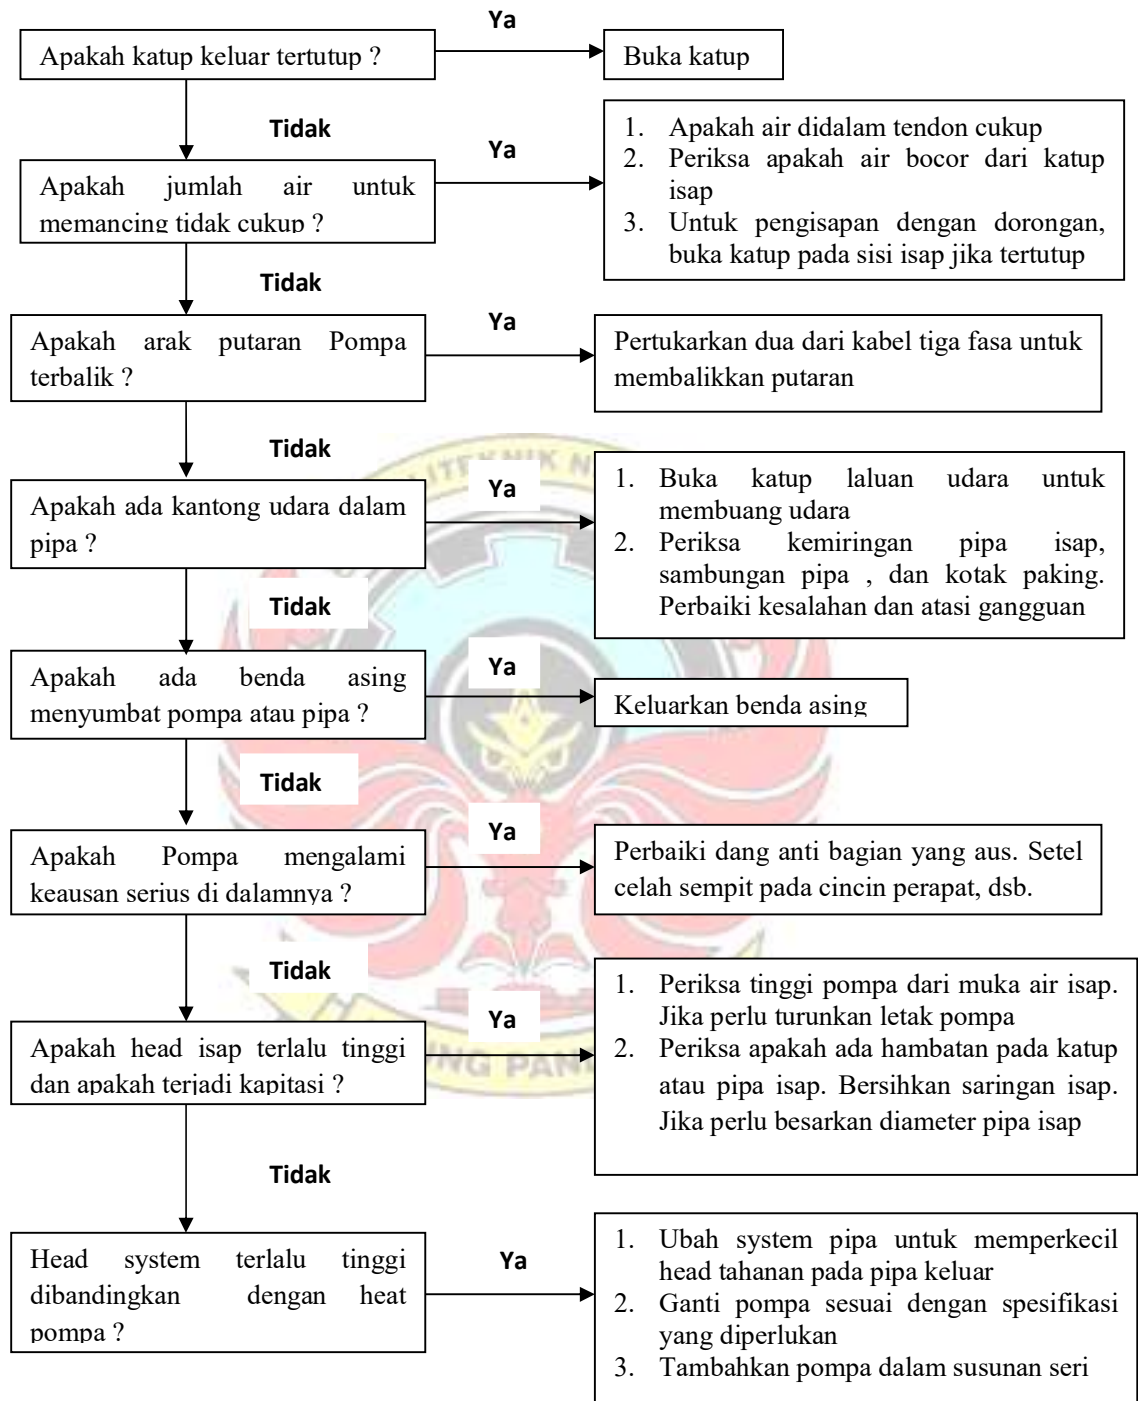 Ya
Apakah katup keluar tertutup ?
Buka katup
Tidak
Ya
Apakah jumlah air untuk
memancing tidak cukup ?
1. Apakah air didalam tendon cukup
2. Periksa apakah air bocor dari katup
isap
3. Untuk pengisapan dengan dorongan,
buka katup pada sisi isap jika tertutup
Tidak
Ya
Apakah arak putaran Pompa
terbalik ?
Pertukarkan dua dari kabel tiga fasa untuk
membalikkan putaran
Tidak
Ya
Apakah ada kantong udara dalam
pipa ?
1. Buka katup laluan udara untuk
membuang udara
2. Periksa kemiringan pipa isap,
sambungan pipa , dan kotak paking.
Perbaiki kesalahan dan atasi gangguan
Tidak
Ya
Apakah ada benda asing
menyumbat pompa atau pipa ?
Keluarkan benda asing
Tidak
Ya
Apakah Pompa mengalami
keausan serius di dalamnya ?
Perbaiki dang anti bagian yang aus. Setel
celah sempit pada cincin perapat, dsb.
Tidak
Ya
Apakah head isap terlalu tinggi
dan apakah terjadi kapitasi ?
1. Periksa tinggi pompa dari muka air isap.
Jika perlu turunkan letak pompa
2. Periksa apakah ada hambatan pada katup
atau pipa isap. Bersihkan saringan isap.
Jika perlu besarkan diameter pipa isap
Tidak
Ya
Head system terlalu tinggi
dibandingkan dengan heat
pompa ?
1. Ubah system pipa untuk memperkecil
head tahanan pada pipa keluar
2. Ganti pompa sesuai dengan spesifikasi
yang diperlukan
3. Tambahkan pompa dalam susunan seri